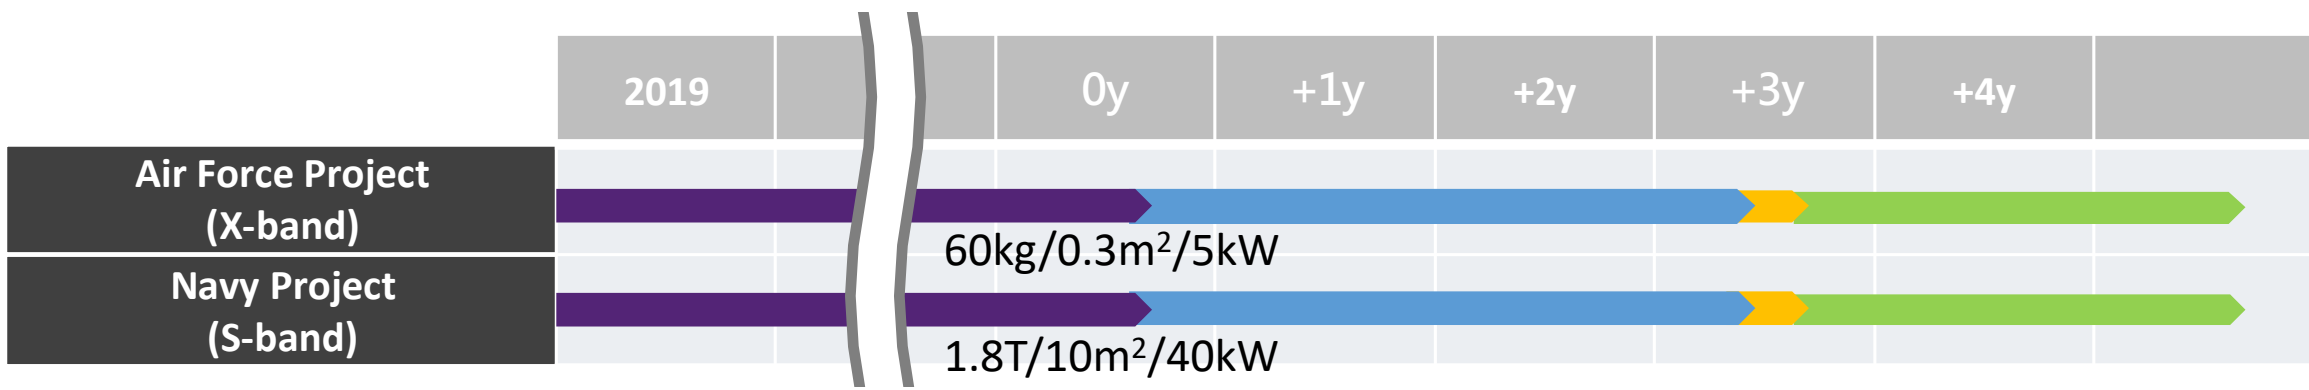 2019 0y +1y +2y +3y +4y
Air Force Project
(X-band)
60kg/0.3m²/5kW
Navy Project
(S-band)
1.8T/10m²/40kW